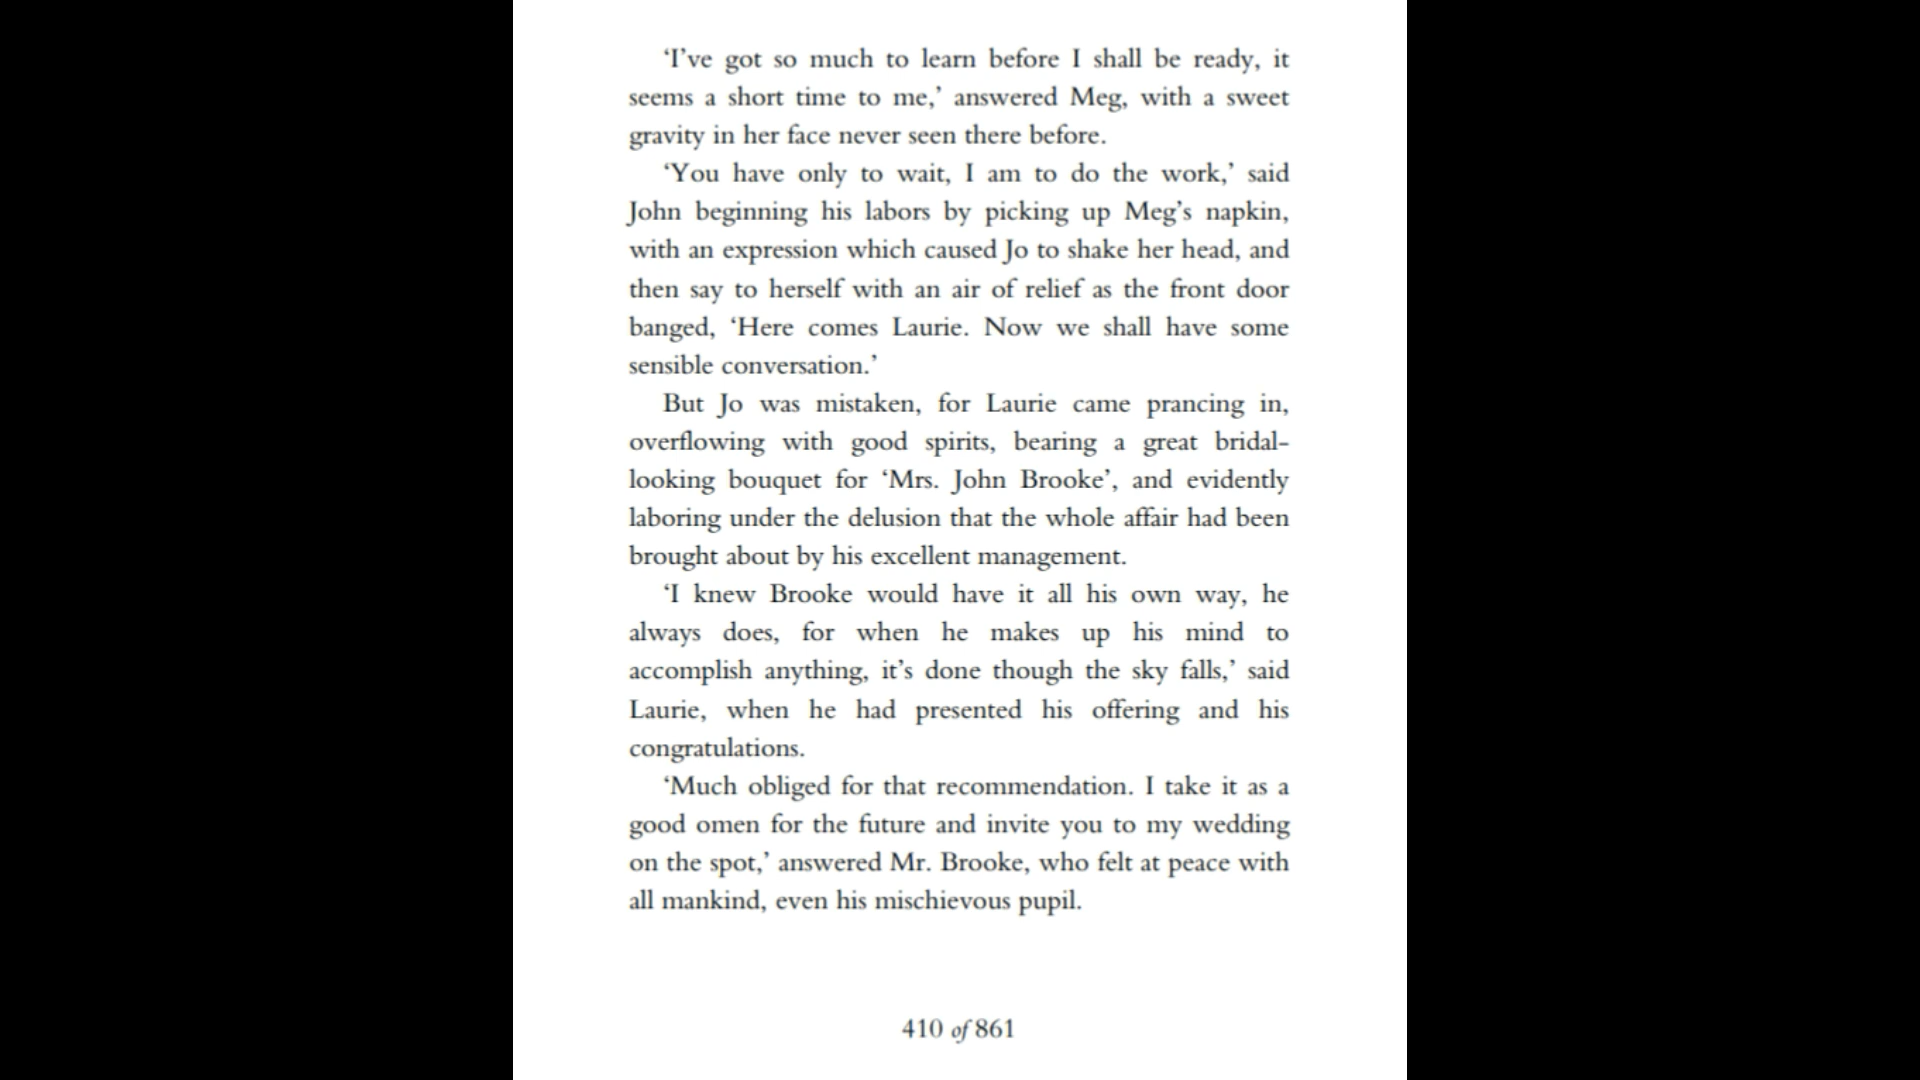 ‘I’ve got so much to learn before I shall be ready, it
seems a short time to me,’ answered Meg, with a sweet
gravity in her face never seen there before.
‘You have only to wait, I am to do the work,’ said
John beginning his labors by picking up Meg’s napkin,
with an expression which caused Jo to shake her head, and
then say to herself with an air of relief as the front door
banged, ‘Here comes Laurie. Now we shall have some
sensible conversation.’
But Jo was mistaken, for Laurie came prancing in,
overflowing with good spirits, bearing a great bridal-
looking bouquet for ‘Mrs. John Brooke’, and evidently
laboring under the delusion that the whole affair had been
brought about by his excellent management.
‘I knew Brooke would have it all his own way, he
always does, for when he makes up his mind to
accomplish anything, it’s done though the sky falls,’ said
Laurie, when he had presented his offering and his
congratulations.
‘Much obliged for that recommendation. I take it as a
good omen for the future and invite you to my wedding
on the spot,’ answered Mr. Brooke, who felt at peace with
all mankind, even his mischievous pupil.
410 of 861